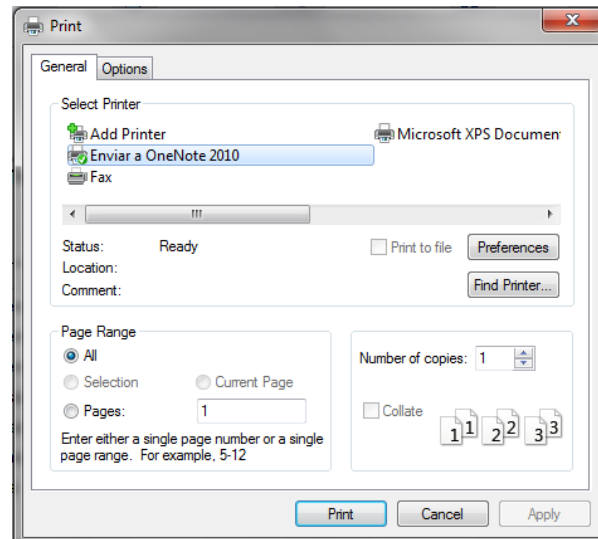 Print
General Options
Select Printer
Add Printer Microsoft XPS Documen
Enviar a OneNote 2010
Fax
Status: Ready Print to file Preferences
Location:
Comment: Find Printer...
Page Range
All Number of copies: 1
Selection Current Page
Pages: 1 Collate
Enter either a single page number or a single
page range. For example, 5-12
1 1 2 2 3 3
Print Cancel Apply